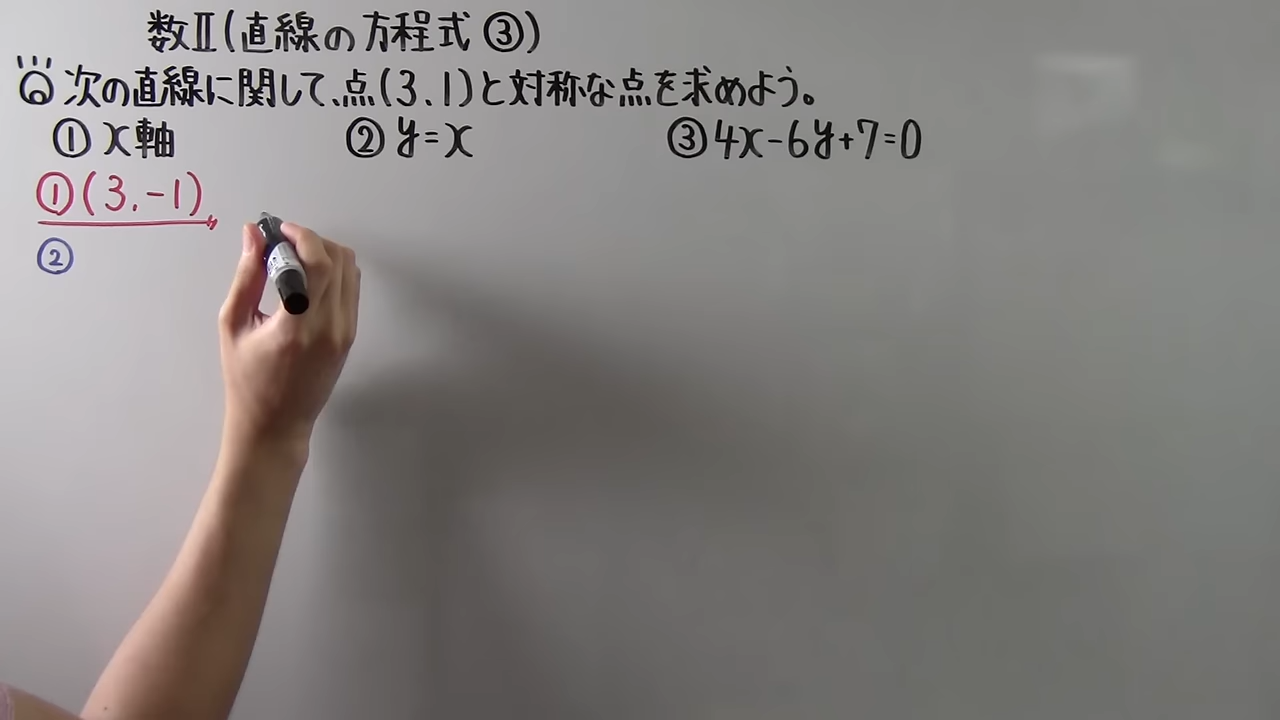 数Ⅱ(直線の方程式③)
Q 次の直線に関して、点(3,1)と対称な点を求めよう。
① x軸 ② y=x ③ 4x-6y+7=0
①(3,-1)
②